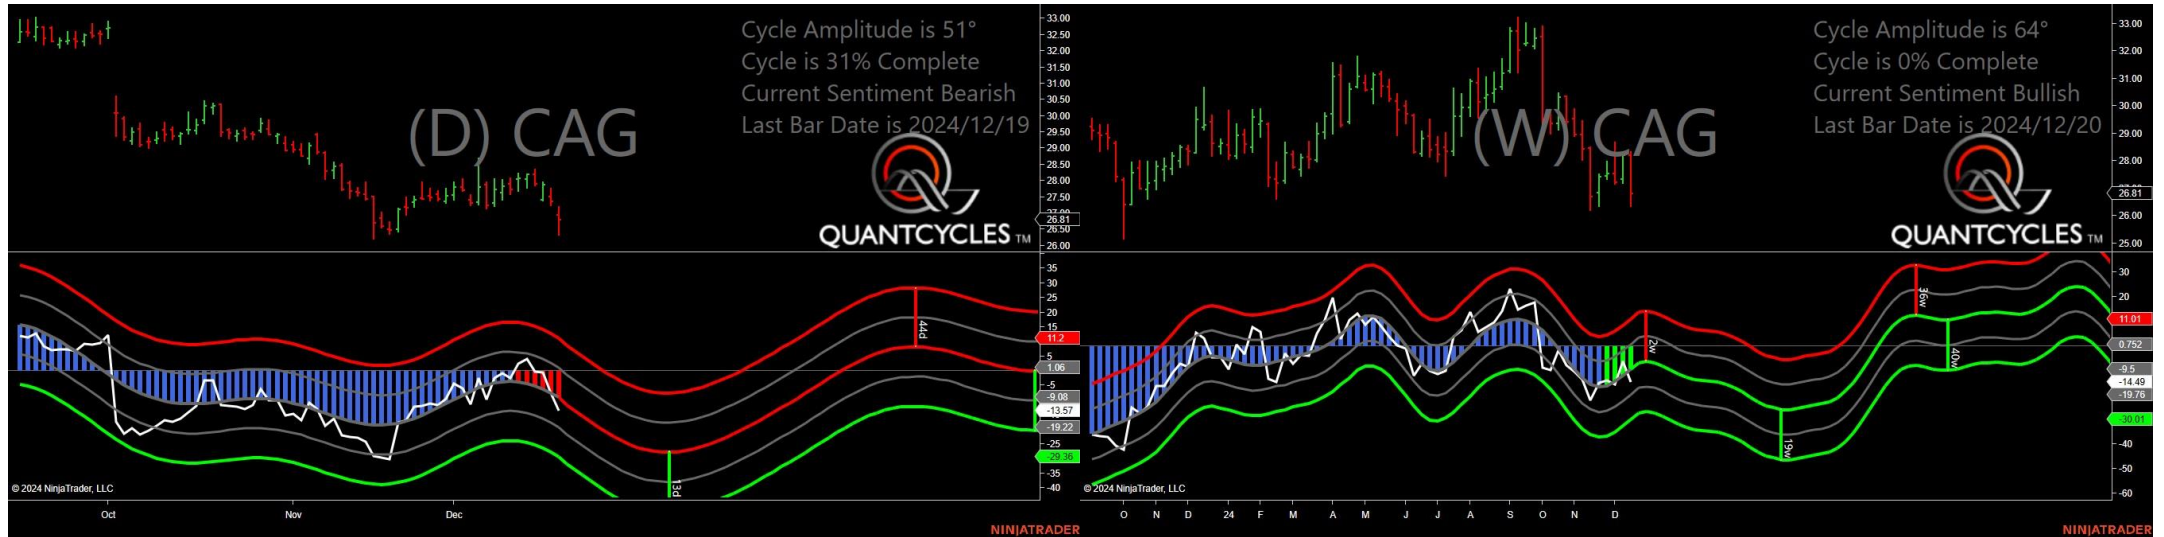 Cycle Amplitude is 51°
Cycle is 31% Complete
Current Sentiment Bearish
Last Bar Date is 2024/12/19
(D) CAG
QUANTCYCLES TM
33.00
32.50
32.00
31.50
31.00
30.50
30.00
29.50
29.00
28.50
28.00
27.50
26.81
26.50
26.00
35
30
25
20
15
11.2
5
1.06
-5
-9.08
-13.57
-19.22
-25
-29.36
-35
-40
44d
13d
© 2024 NinjaTrader, LLC
Oct
Nov
Dec
NINJATRADER
Cycle Amplitude is 64°
Cycle is 0% Complete
Current Sentiment Bullish
Last Bar Date is 2024/12/20
(W) CAG
QUANTCYCLES TM
33.00
32.00
31.00
30.00
29.00
28.00
26.81
26.00
25.00
30
20
11.01
0.752
-9.5
-14.49
-19.76
-30.01
-40
-50
-60
2w
36w
40w
19w
© 2024 NinjaTrader, LLC
O N D 24 F M A M J J A S O N D
NINJATRADER